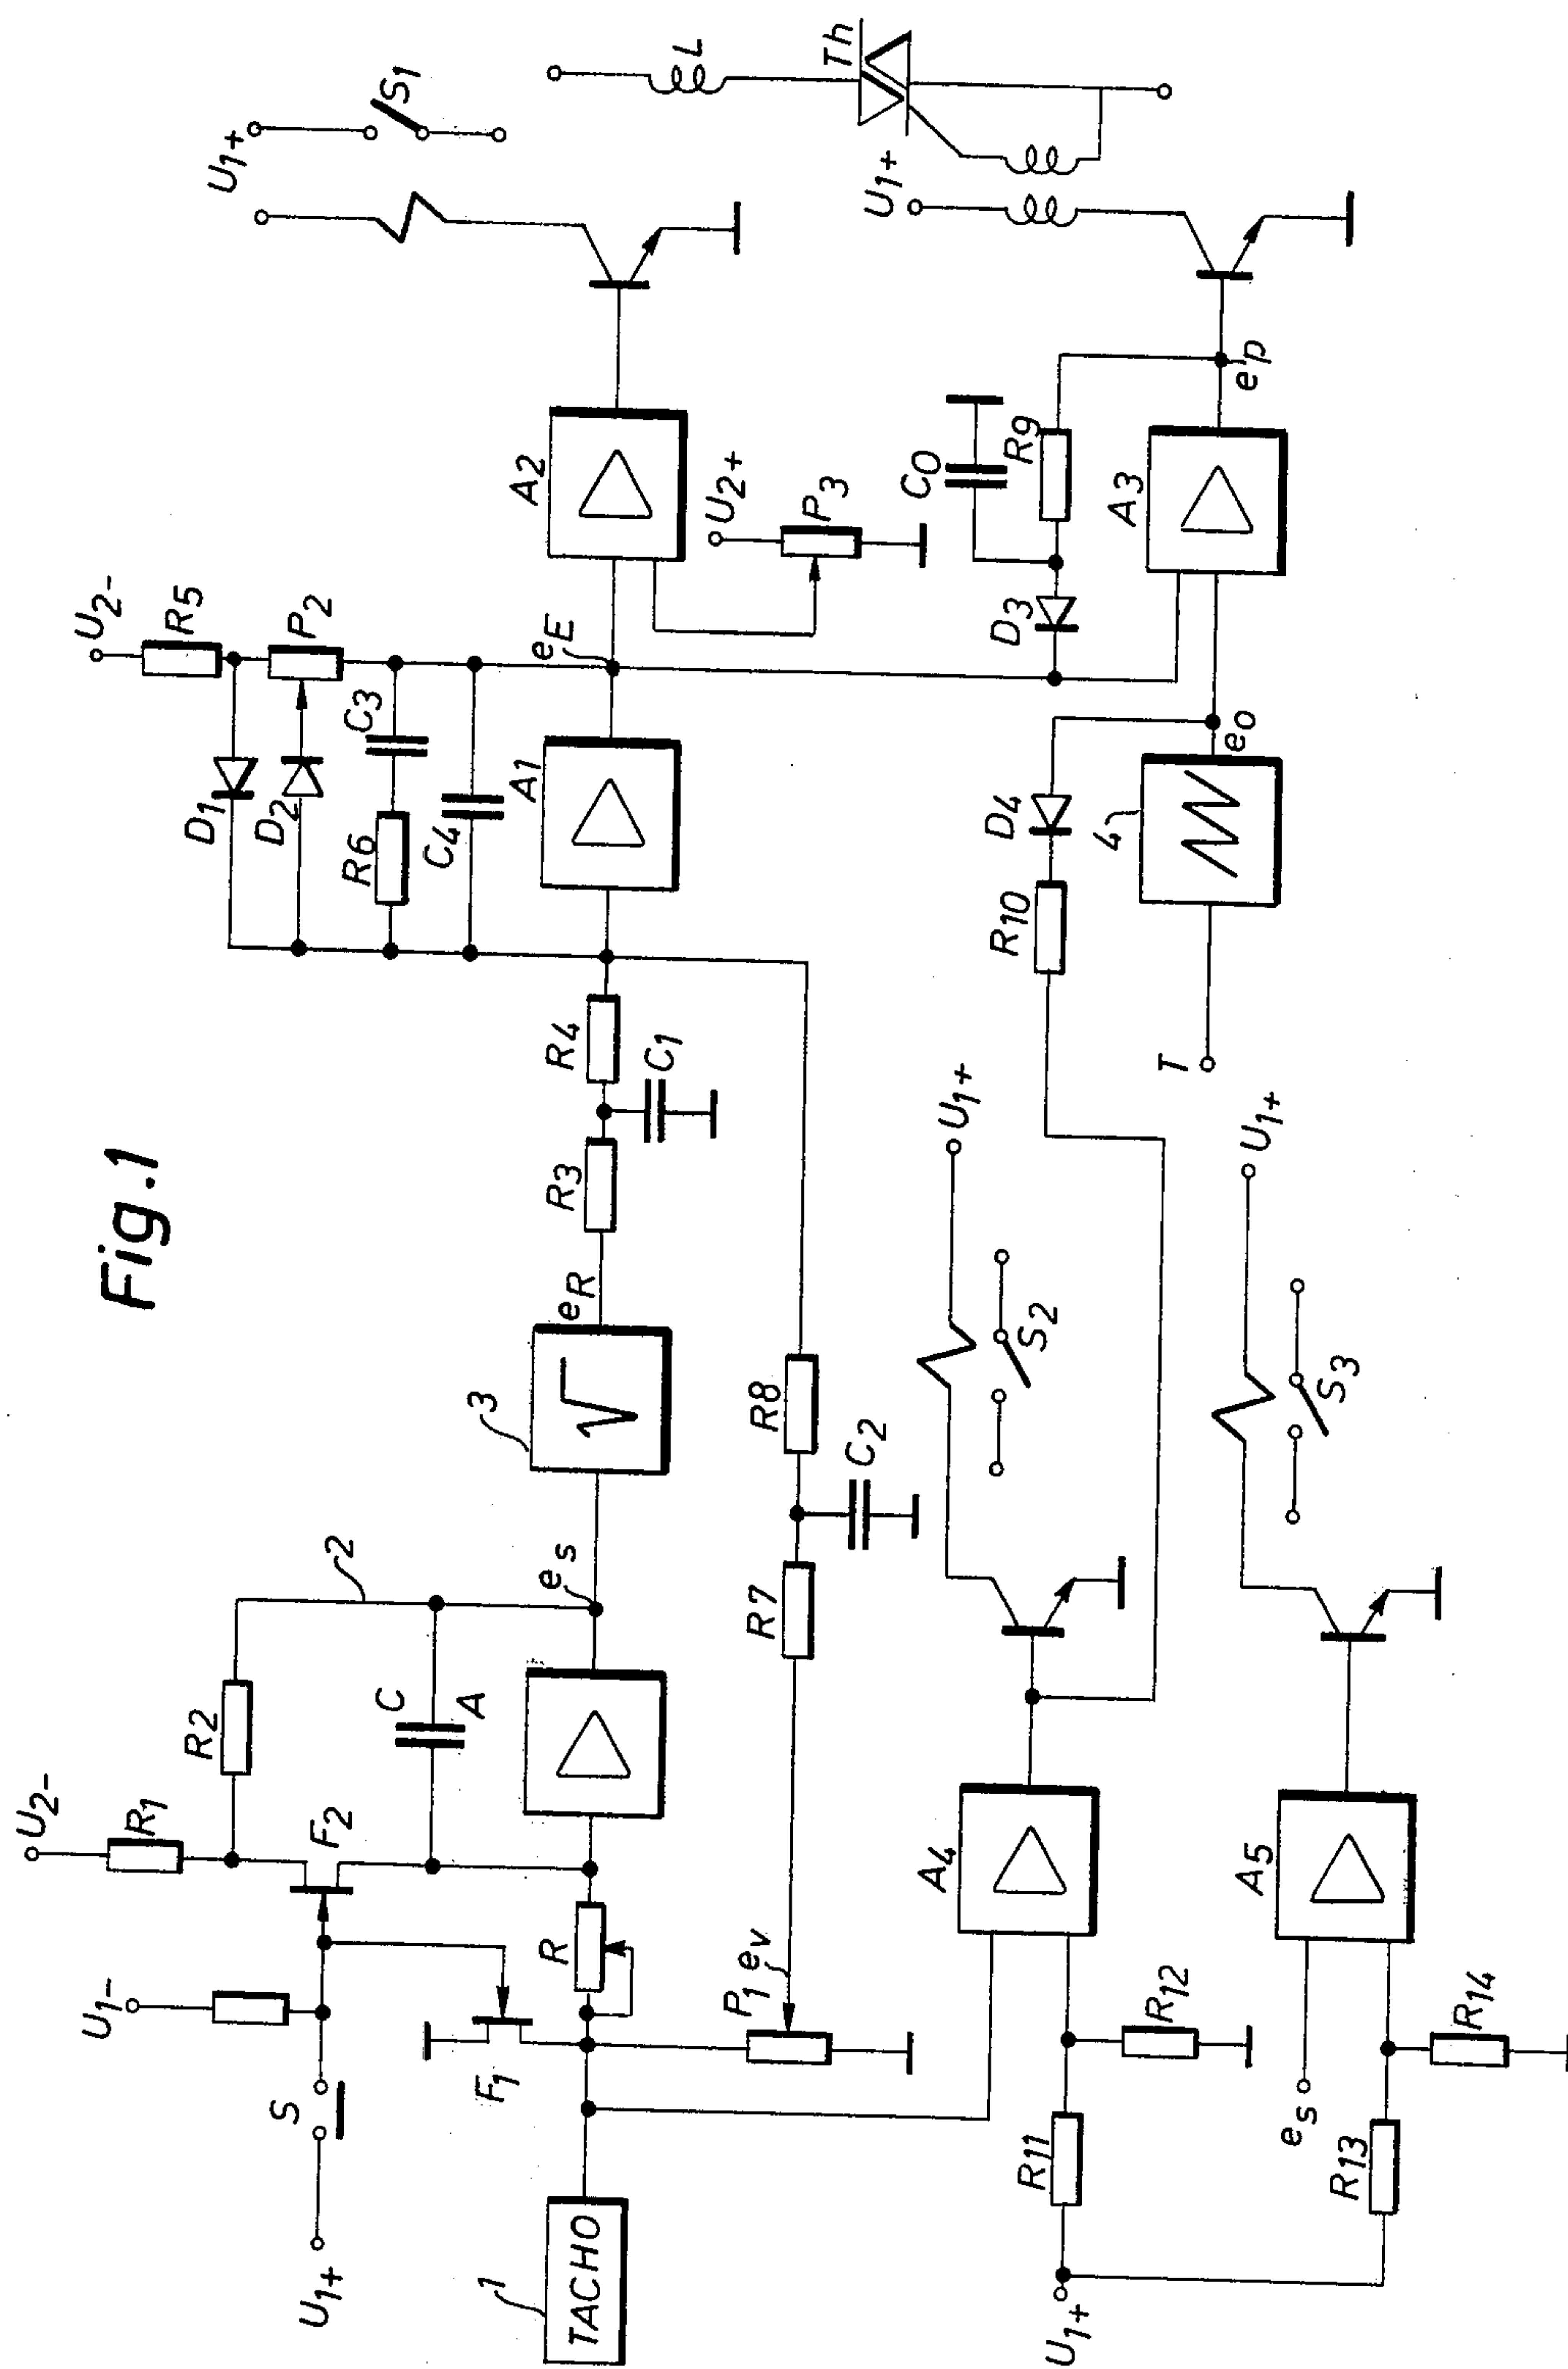 Fig.1
U2-
R1
R2
2
U1-
F2
C
A
S
U1+
F1
R
es
1
TACHO
3
√
eR
R3
R4
C1
U2-
R5
P2
D1
D2
C3
R6
C4
A1
eE
A2
U1+
S1
U2+
P3
P1
ev
R7
R8
C2
L
Th
U1+
C0
R9
D3
A3
ep
D4
R10
4
e0
T
A4
U1+
S2
R11
R12
U1+
A5
es
R13
R14
U1+
S3